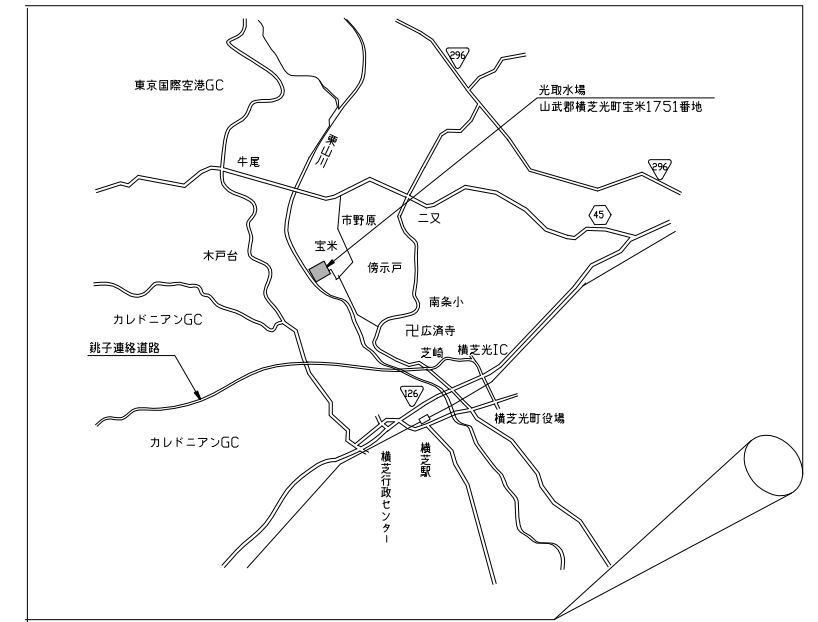 296
東京国際空港GC
光取水場
山武郡横芝光町宝米1751番地
栗山川
牛尾
296
市野原
二又
45
宝米
木戸台
傍示戸
南条小
カレドニアンGC
卍広済寺
銚子連絡道路
芝崎
横芝光IC
126
横芝光町役場
カレドニアンGC
横芝駅
横芝行政センター